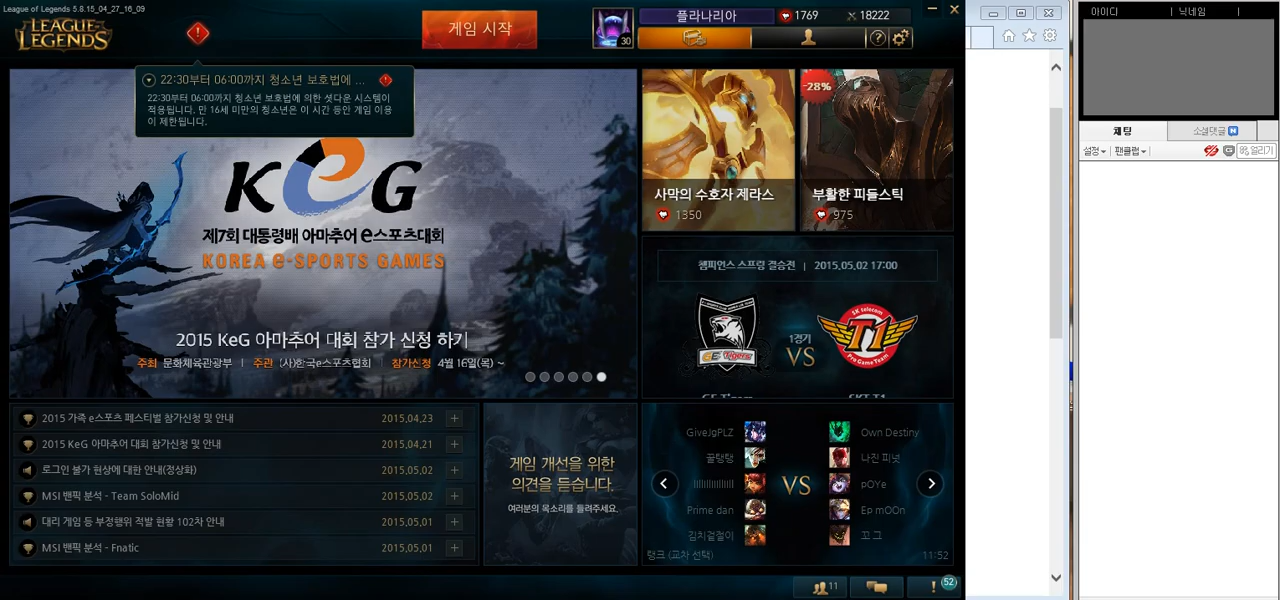 League of Legends 5.8.15_04_27_16_09
LEAGUE OF LEGENDS
게임 시작
30
플라나리아
1769
18222
22:30부터 06:00까지 청소년 보호법에 ...
22:30부터 06:00까지 청소년 보호법에 의한 셧다운 시스템이
적용됩니다. 만 16세 미만의 청소년은 이 시간 동안 게임 이용
이 제한됩니다.
KeG
제7회 대통령배 아마추어 e스포츠대회
KOREA e-SPORTS GAMES
2015 KeG 아마추어 대회 참가 신청 하기
주최 문화체육관광부 | 주관 (사)한국e스포츠협회 | 참가신청 4월 16일(목) ~
사막의 수호자 제라스
1350
-28%
부활한 피들스틱
975
챔피언스 스프링 결승전 | 2015.05.02 17:00
GE Tigers
1경기
VS
SK telecom
T1
Pro Game Team
SKT T1
2015 가족 e스포츠 페스티벌 참가신청 및 안내 2015.04.23
2015 KeG 아마추어 대회 참가신청 및 안내 2015.04.21
로그인 불가 현상에 대한 안내(정상화) 2015.05.02
MSI 밴픽 분석 - Team SoloMid 2015.05.02
대리 게임 등 부정행위 적발 현황 102차 안내 2015.05.01
MSI 밴픽 분석 - Fnatic 2015.05.01
게임 개선을 위한
의견을 듣습니다.
여러분의 목소리를 들려주세요.
GiveJgPLZ
꿀탱탱
Prime dan
김치겉절이
VS
Own Destiny
나진 피넛
pOYe
Ep mOOn
꼬 그
랭크 (교차 선택)
11:52
11
52
아이디 | 닉네임 |
채팅
소셜댓글 N
설정 | 팬클럽 |
얼리기